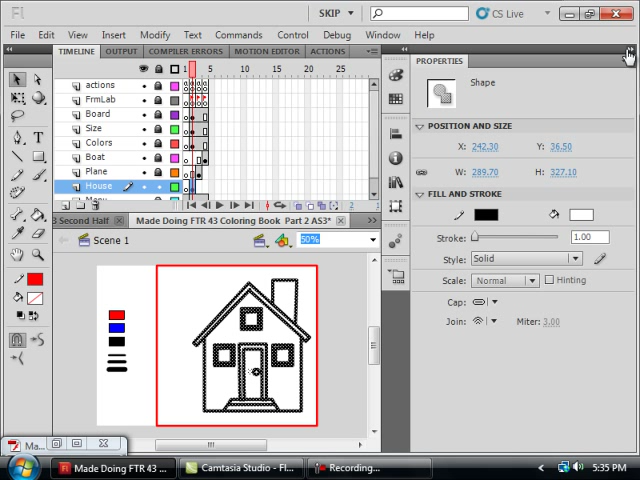 Fl
SKIP
CS Live
File
Edit
View
Insert
Modify
Text
Commands
Control
Debug
Window
Help
TIMELINE
OUTPUT
COMPILER ERRORS
MOTION EDITOR
ACTIONS
1
5
10
15
20
25
30
35
actions
FrmLab
Board
Size
Colors
Boat
Plane
House
2
3 Second Half
Made Doing FTR 43 Coloring Book Part 2 AS3*
Scene 1
50%
PROPERTIES
Shape
POSITION AND SIZE
X: 242.30
Y: 36.50
W: 289.70
H: 327.10
FILL AND STROKE
Stroke:
1.00
Style:
Solid
Scale:
Normal
Hinting
Cap:
Join:
Miter: 3.00
Ma...
Made Doing FTR 43 ...
Camtasia Studio - Fl...
Recording...
5:35 PM